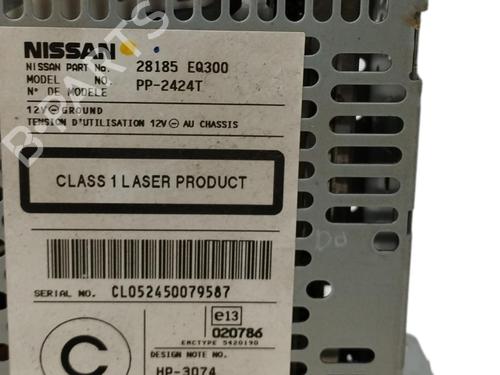 NISSAN
NISSAN PART No. 28185 EQ300
MODEL NO. PP-2424T
N° DE MODELE
12V⊖GROUND
TENSION D'UTILISATION 12V⊖ AU CHASSIS
CLASS 1 LASER PRODUCT
SERIAL NO. CL052450079587
e13
020786
EMCTYPE 5420190
C
DESIGN NOTE NO.
HP-3074
B-PARTS